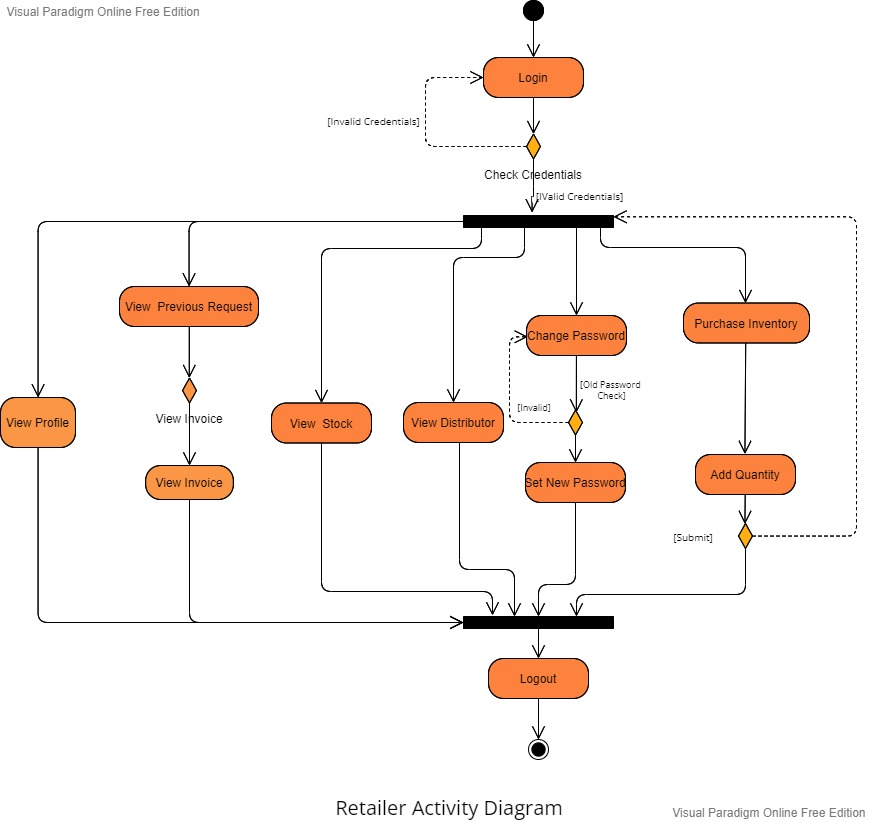 Visual Paradigm Online Free Edition
Login
[Invalid Credentials]
Check Credentials
[IValid Credentials]
View  Previous Request
Purchase Inventory
Change Password
[Old Password
Check]
[Invalid]
View Profile
View Invoice
View  Stock
View Distributor
View Invoice
Set New Password
Add Quantity
[Submit]
Logout
Retailer Activity Diagram
Visual Paradigm Online Free Edition